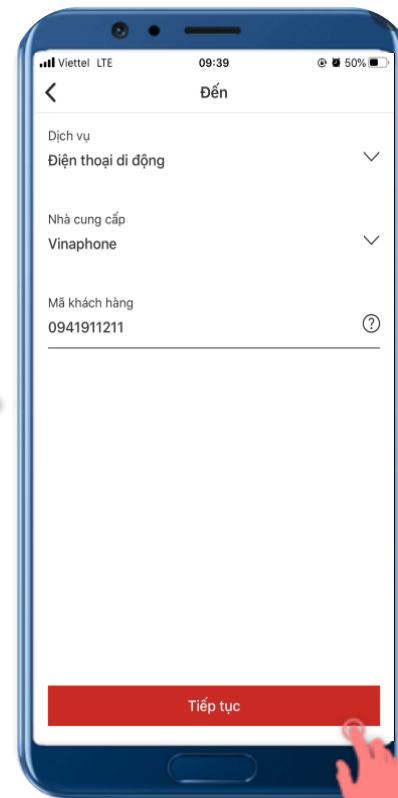 Viettel LTE 09:39 50%
Đến
Dịch vụ
Điện thoại di động
Nhà cung cấp
Vinaphone
Mã khách hàng
0941911211
?
Tiếp tục